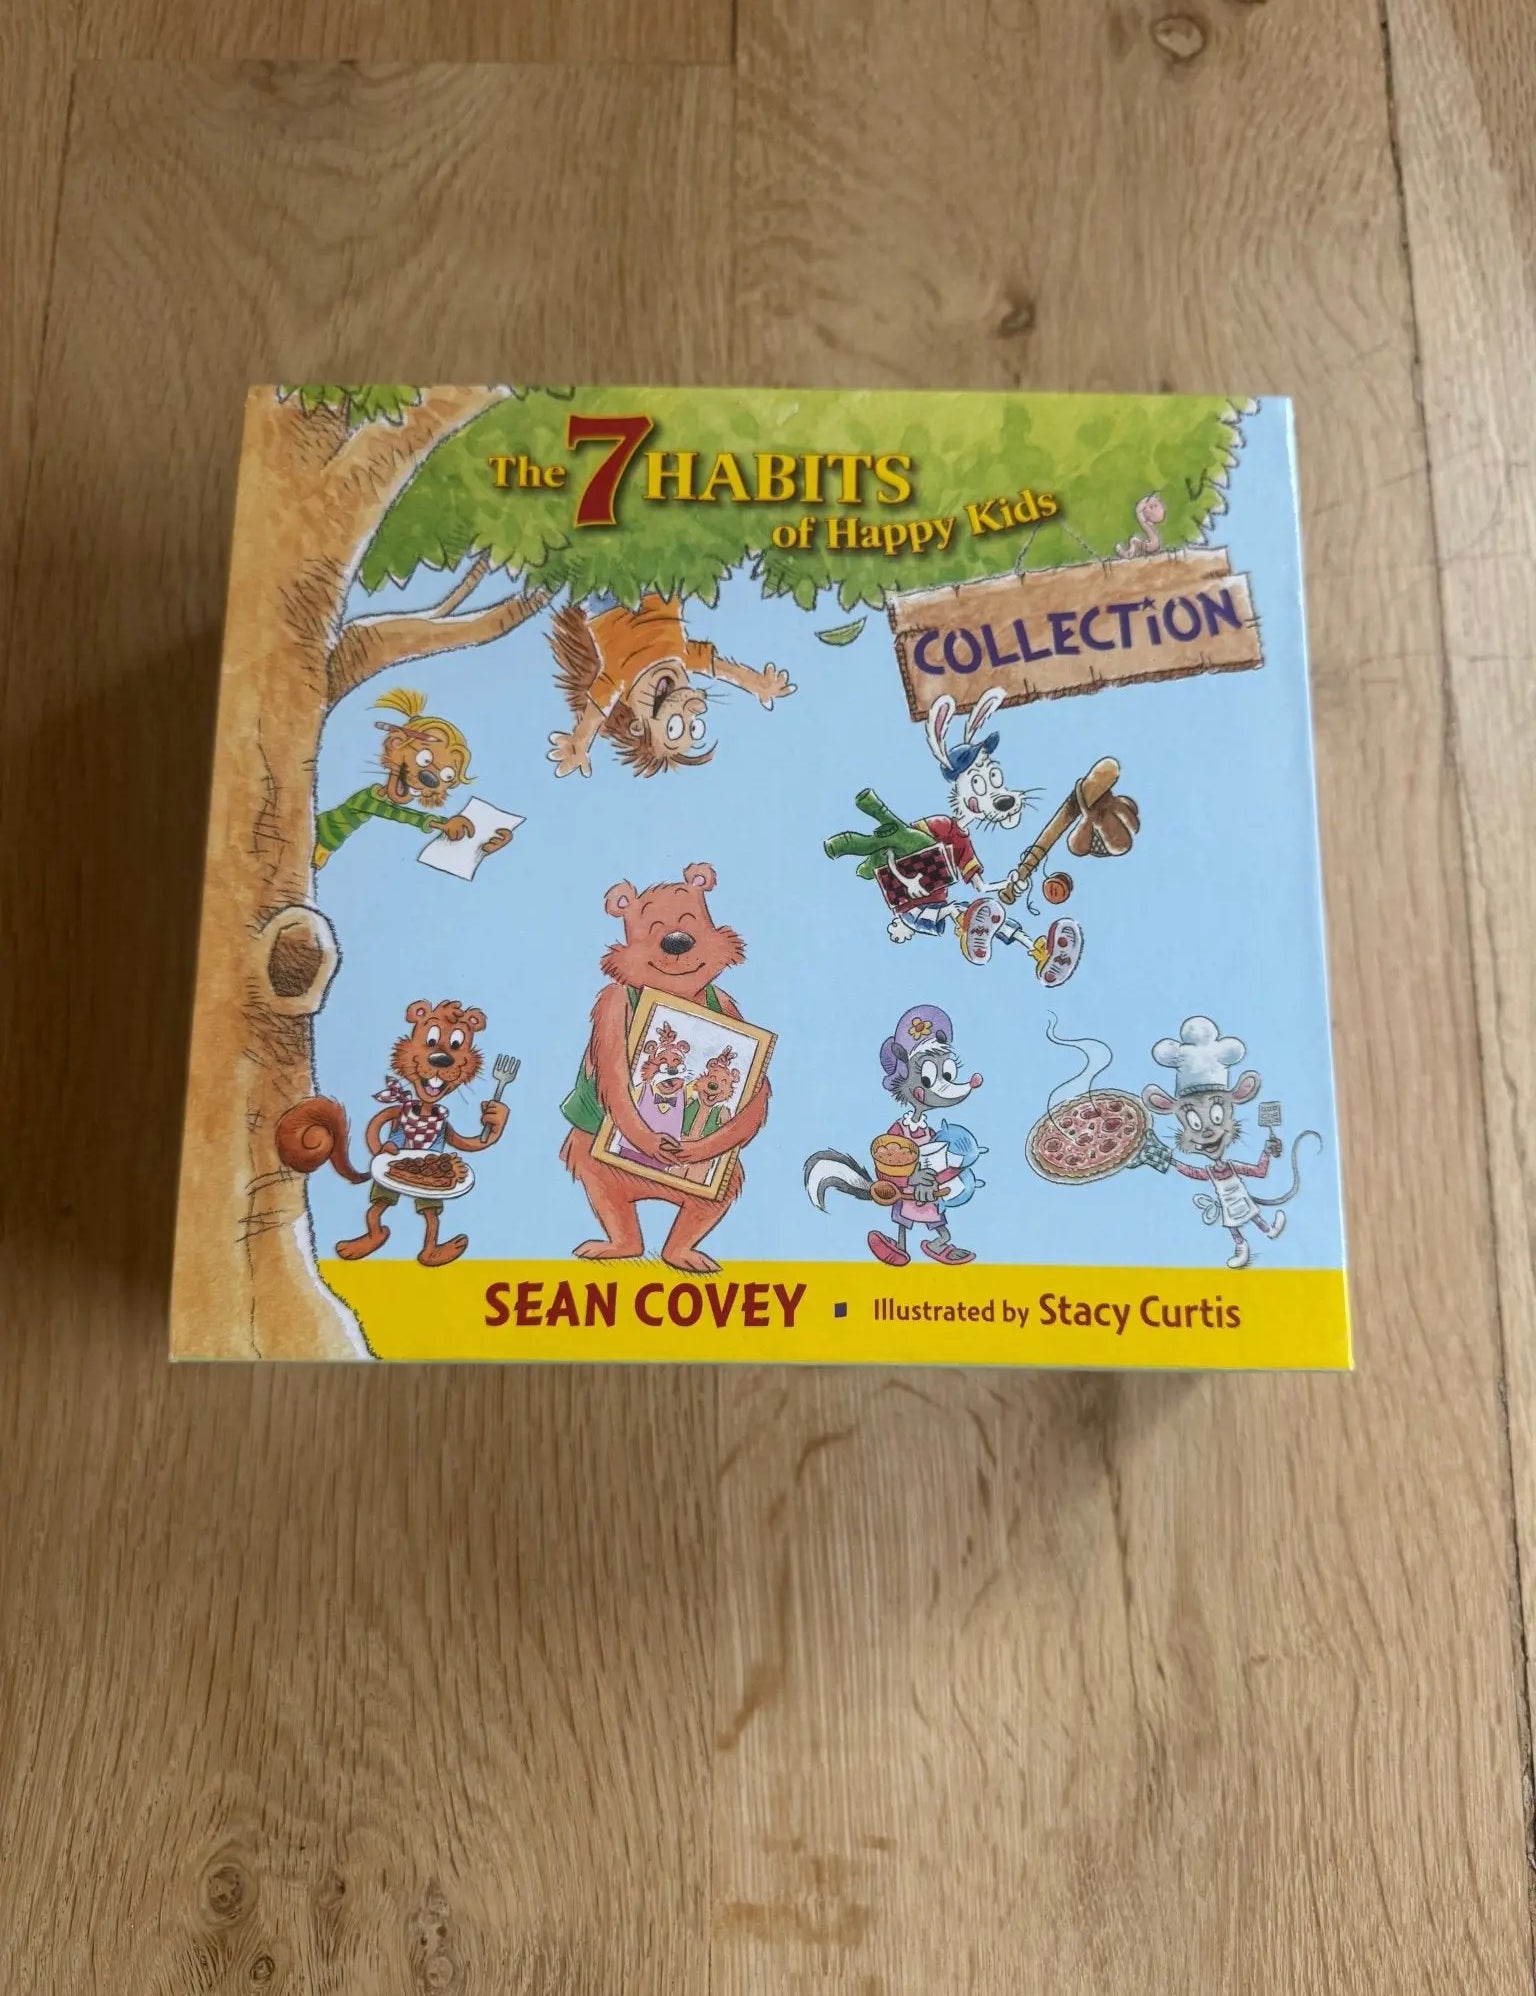 The 7 HABITS
of Happy Kids
COLLECTION
SEAN COVEY ▪ Illustrated by Stacy Curtis